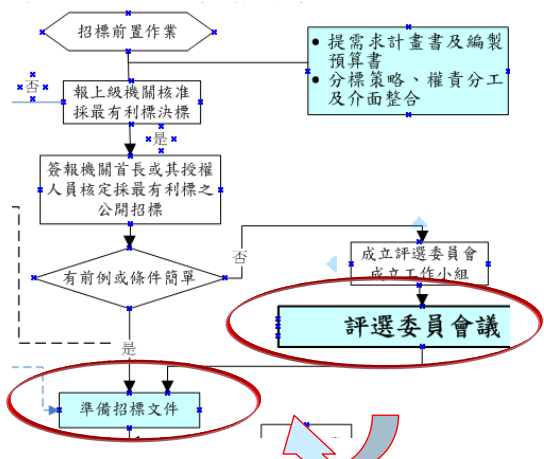 招標前置作業
• 提需求計畫書及編製
預算書
• 分標策略、權責分工
及介面整合
否
報上級機關核准
採最有利標決標
是
簽報機關首長或其授權
人員核定採最有利標之
公開招標
否
有前例或條件簡單
成立評選委員會
成立工作小組
評選委員會議
是
準備招標文件